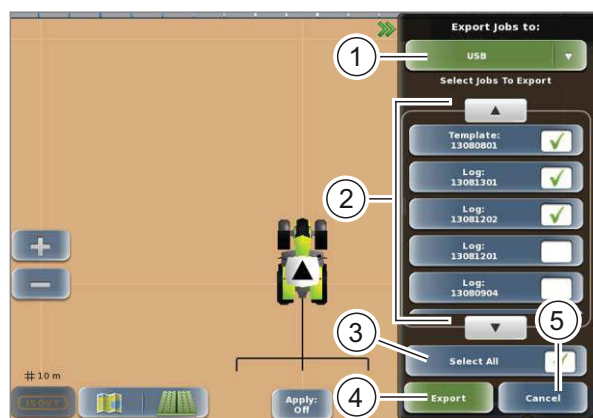 Export Jobs to:
1
USB
Select Jobs To Export
Template:
13080801
Log:
13081301
2
Log:
13081202
Log:
13081201
Log:
13080904
3
5
Select All
# 10 m
ISOVT
Apply:
Off
4
Export
Cancel